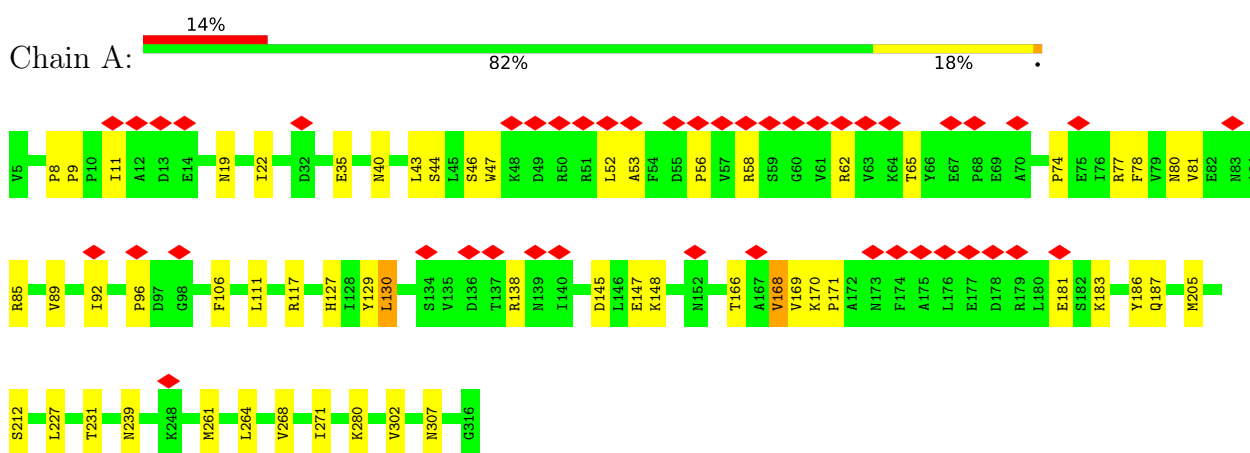 14%
Chain A:
82% 18% •
V5 P8 P9 P10 I11 A12 D13 E14 N19 I22 D32 E35 N40 L43 S44 L45 S46 W47 K48 D49 R50 R51 L52 A53 F54 D55 P56 V57 R58 S59 G60 V61 R62 V63 K64 T65 Y66 E67 P68 E69 A70 P74 E75 I76 R77 F78 V79 N80 V81 E82 N83
R85 V89 I92 P96 D97 G98 F106 L111 R117 H127 I128 Y129 L130 S134 V135 D136 T137 R138 N139 I140 D145 L146 E147 K148 N152 T166 A167 V168 V169 K170 P171 A172 N173 F174 A175 L176 E177 D178 R179 L180 E181 S182 K183 Y186 Q187 M205
S212 L227 T231 N239 K248 M261 L264 V268 I271 K280 V302 N307 G316